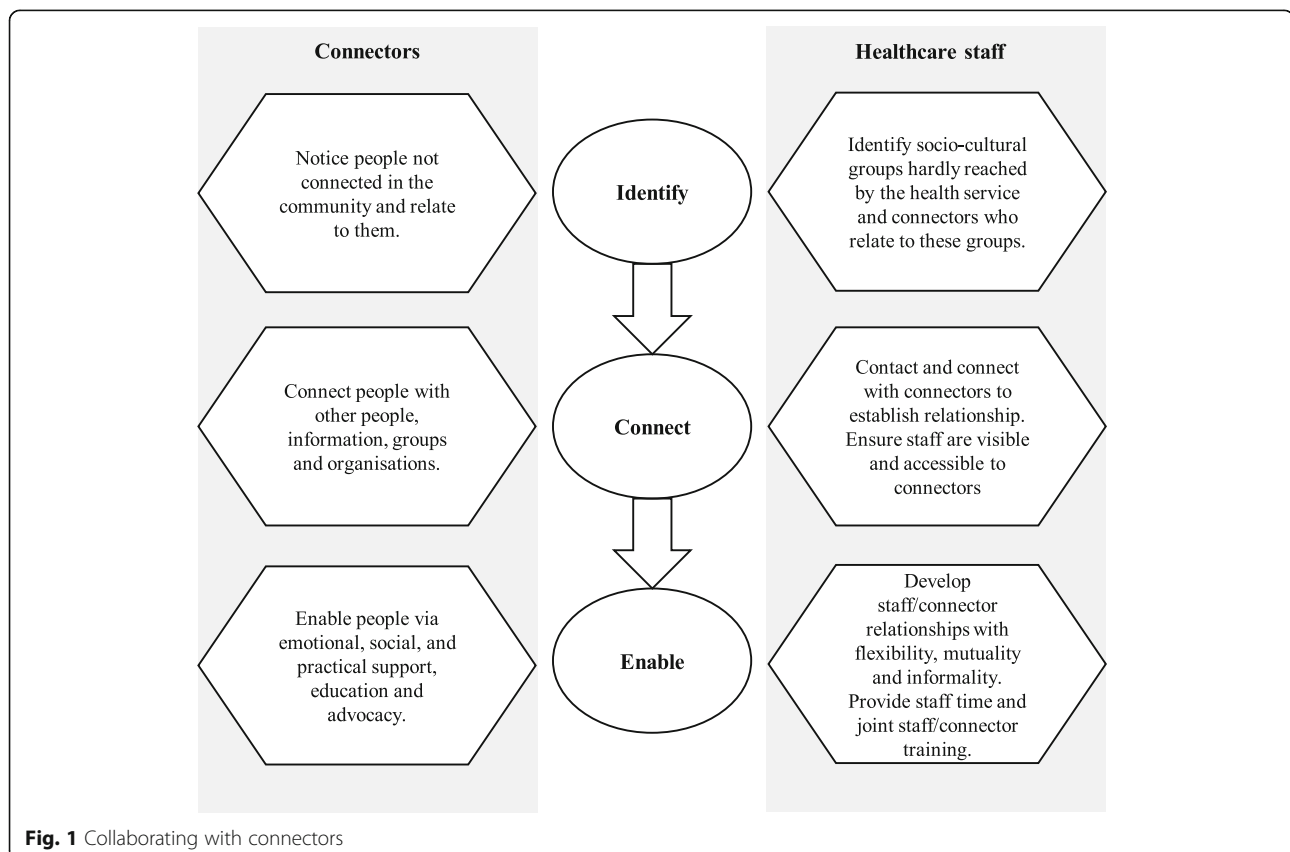 Connectors
Healthcare staff
Notice people not
connected in the
community and relate
to them.
Identify
Identify socio-cultural
groups hardly reached
by the health service
and connectors who
relate to these groups.
Connect people with
other people,
information, groups
and organisations.
Connect
Contact and connect
with connectors to
establish relationship.
Ensure staff are visible
and accessible to
connectors
Enable people via
emotional, social, and
practical support,
education and
advocacy.
Enable
Develop
staff/connector
relationships with
flexibility, mutuality
and informality.
Provide staff time and
joint staff/connector
training.
Fig. 1 Collaborating with connectors